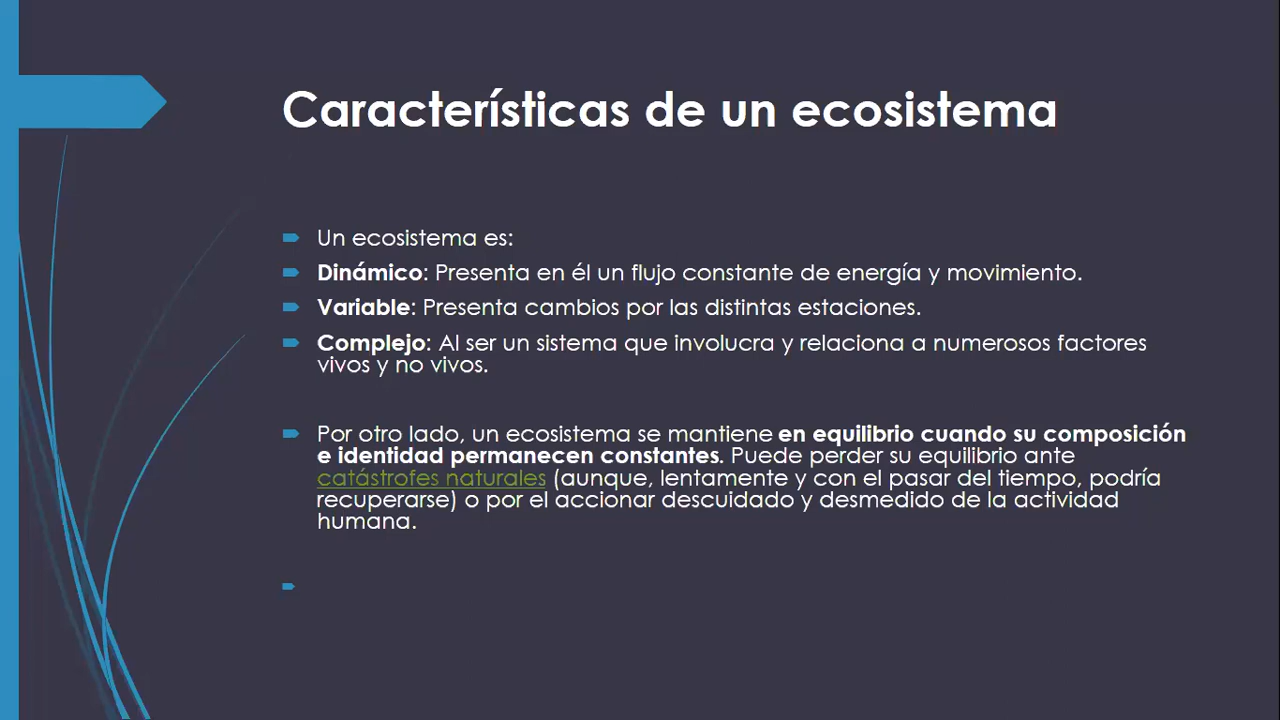 Características de un ecosistema
Un ecosistema es:
Dinámico: Presenta en él un flujo constante de energía y movimiento.
Variable: Presenta cambios por las distintas estaciones.
Complejo: Al ser un sistema que involucra y relaciona a numerosos factores
vivos y no vivos.
Por otro lado, un ecosistema se mantiene en equilibrio cuando su composición
e identidad permanecen constantes. Puede perder su equilibrio ante
catástrofes naturales (aunque, lentamente y con el pasar del tiempo, podría
recuperarse) o por el accionar descuidado y desmedido de la actividad
humana.